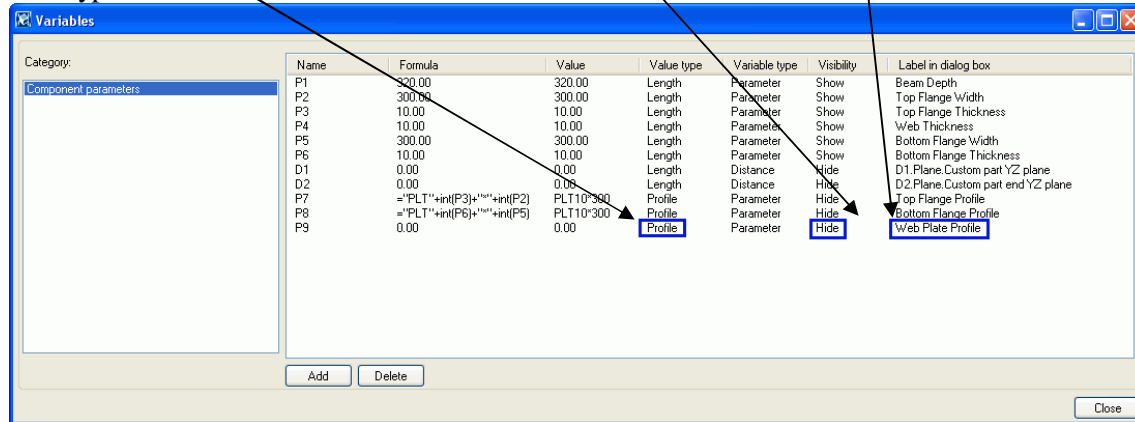 Variables
Category:
Component parameters
Name Formula Value Value type Variable type Visibility Label in dialog box
P1 320.00 320.00 Length Parameter Show Beam Depth
P2 300.00 300.00 Length Parameter Show Top Flange Width
P3 10.00 10.00 Length Parameter Show Top Flange Thickness
P4 10.00 10.00 Length Parameter Show Web Thickness
P5 300.00 300.00 Length Parameter Show Bottom Flange Width
P6 10.00 10.00 Length Parameter Show Bottom Flange Thickness
D1 0.00 0.00 Length Distance Hide D1.Plane.Custom part YZ plane
D2 0.00 0.00 Length Distance Hide D2.Plane.Custom part end YZ plane
P7 ="PLT"+int(P3)+"*"+int(P2) PLT10*300 Profile Parameter Hide Top Flange Profile
P8 ="PLT"+int(P6)+"*"+int(P5) PLT10*300 Profile Parameter Hide Bottom Flange Profile
P9 0.00 0.00 Profile Parameter Hide Web Plate Profile
Add Delete
Close